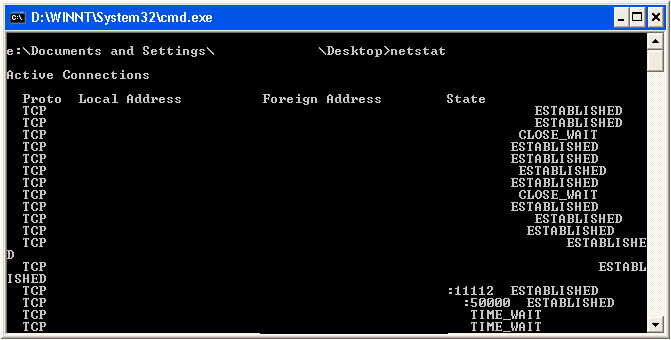 D:\WINNT\System32\cmd.exe
e:\Documents and Settings\ \Desktop>netstat
Active Connections
Proto Local Address Foreign Address State
TCP ESTABLISHED
TCP ESTABLISHED
TCP CLOSE_WAIT
TCP ESTABLISHED
TCP ESTABLISHED
TCP ESTABLISHED
TCP ESTABLISHED
TCP CLOSE_WAIT
TCP ESTABLISHED
TCP ESTABLISHED
TCP ESTABLISHED
TCP ESTABLISHE
D
TCP ESTABL
ISHED
TCP :11112 ESTABLISHED
TCP :50000 ESTABLISHED
TCP TIME_WAIT
TCP TIME_WAIT